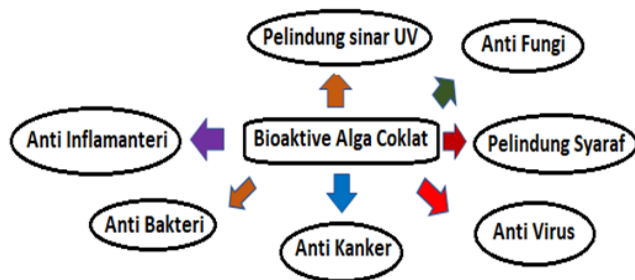 Pelindung sinar UV
Anti Fungi
Anti Inflamanteri
Bioaktive Alga Coklat
Pelindung Syaraf
Anti Bakteri
Anti Kanker
Anti Virus